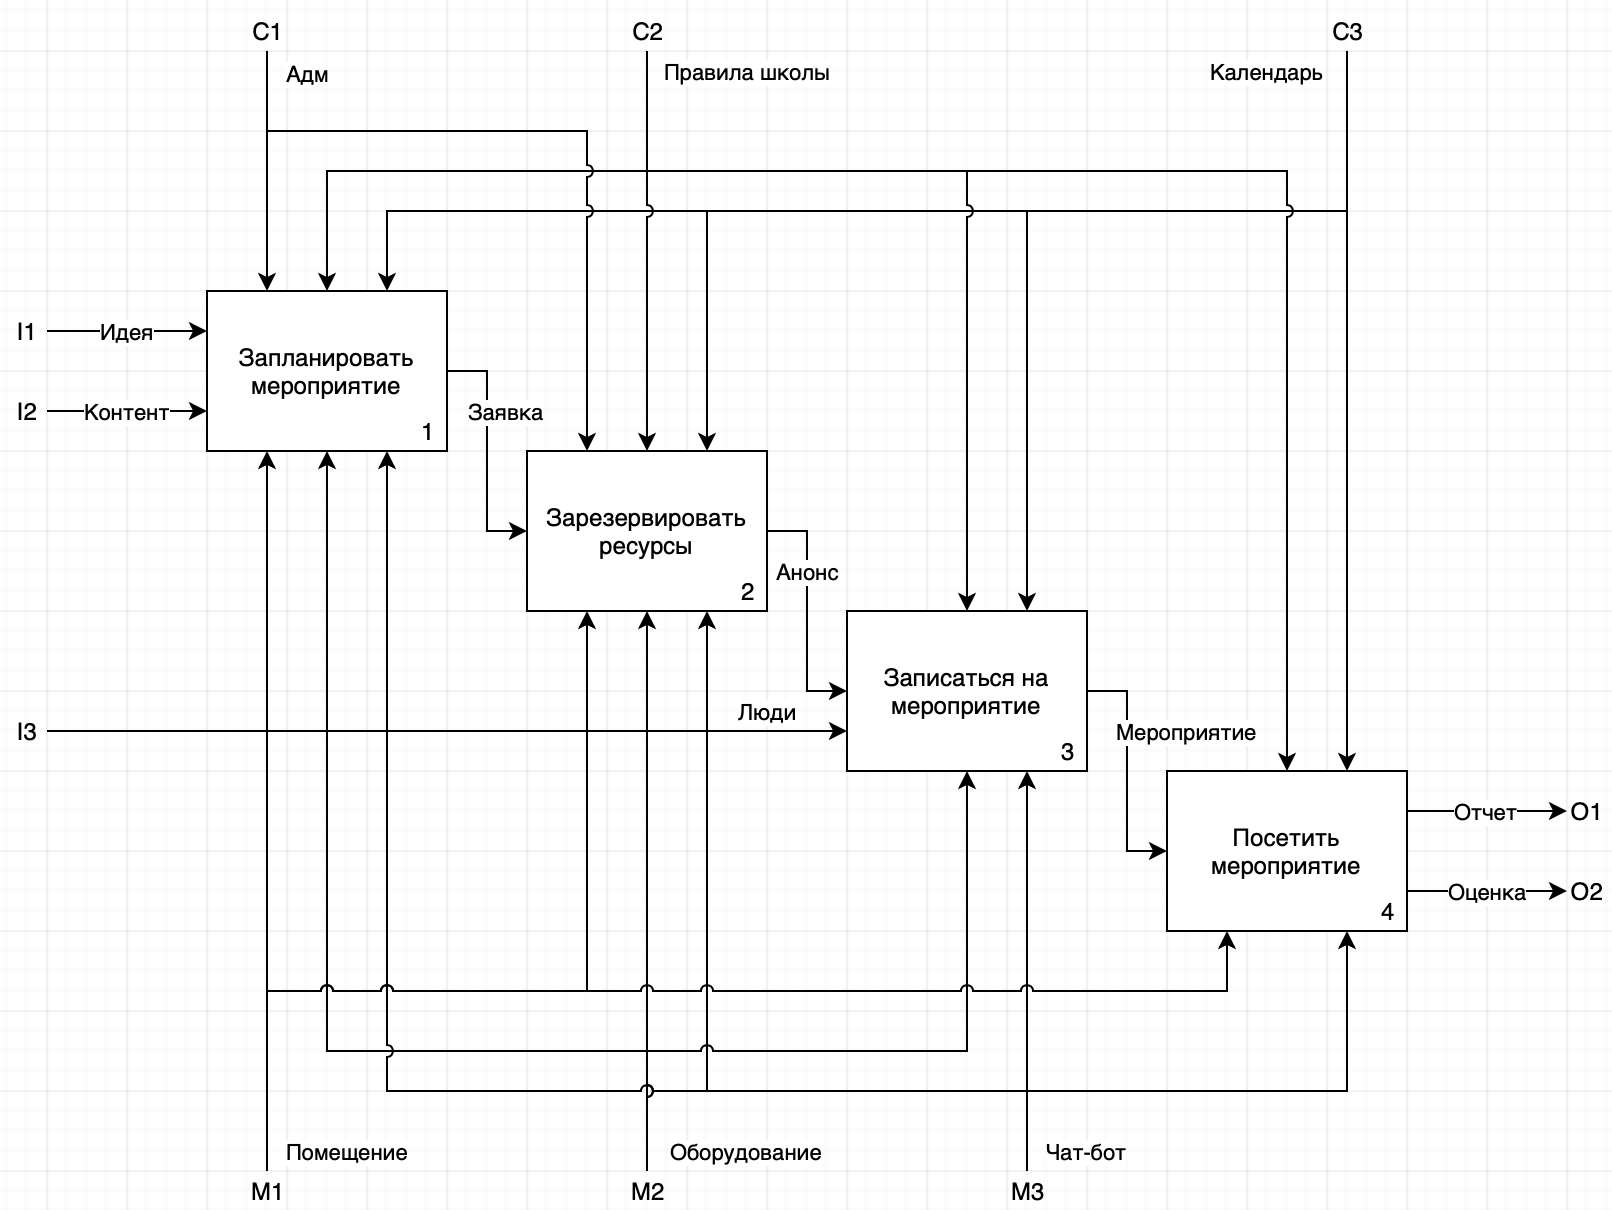 C1
C2
C3
Адм
Правила школы
Календарь
I1
Идея
I2
Контент
Запланировать
мероприятие
1
Заявка
Зарезервировать
ресурсы
2
Анонс
I3
Люди
Записаться на
мероприятие
3
Мероприятие
Посетить
мероприятие
4
Отчет
O1
Оценка
O2
Помещение
Оборудование
Чат-бот
M1
M2
M3